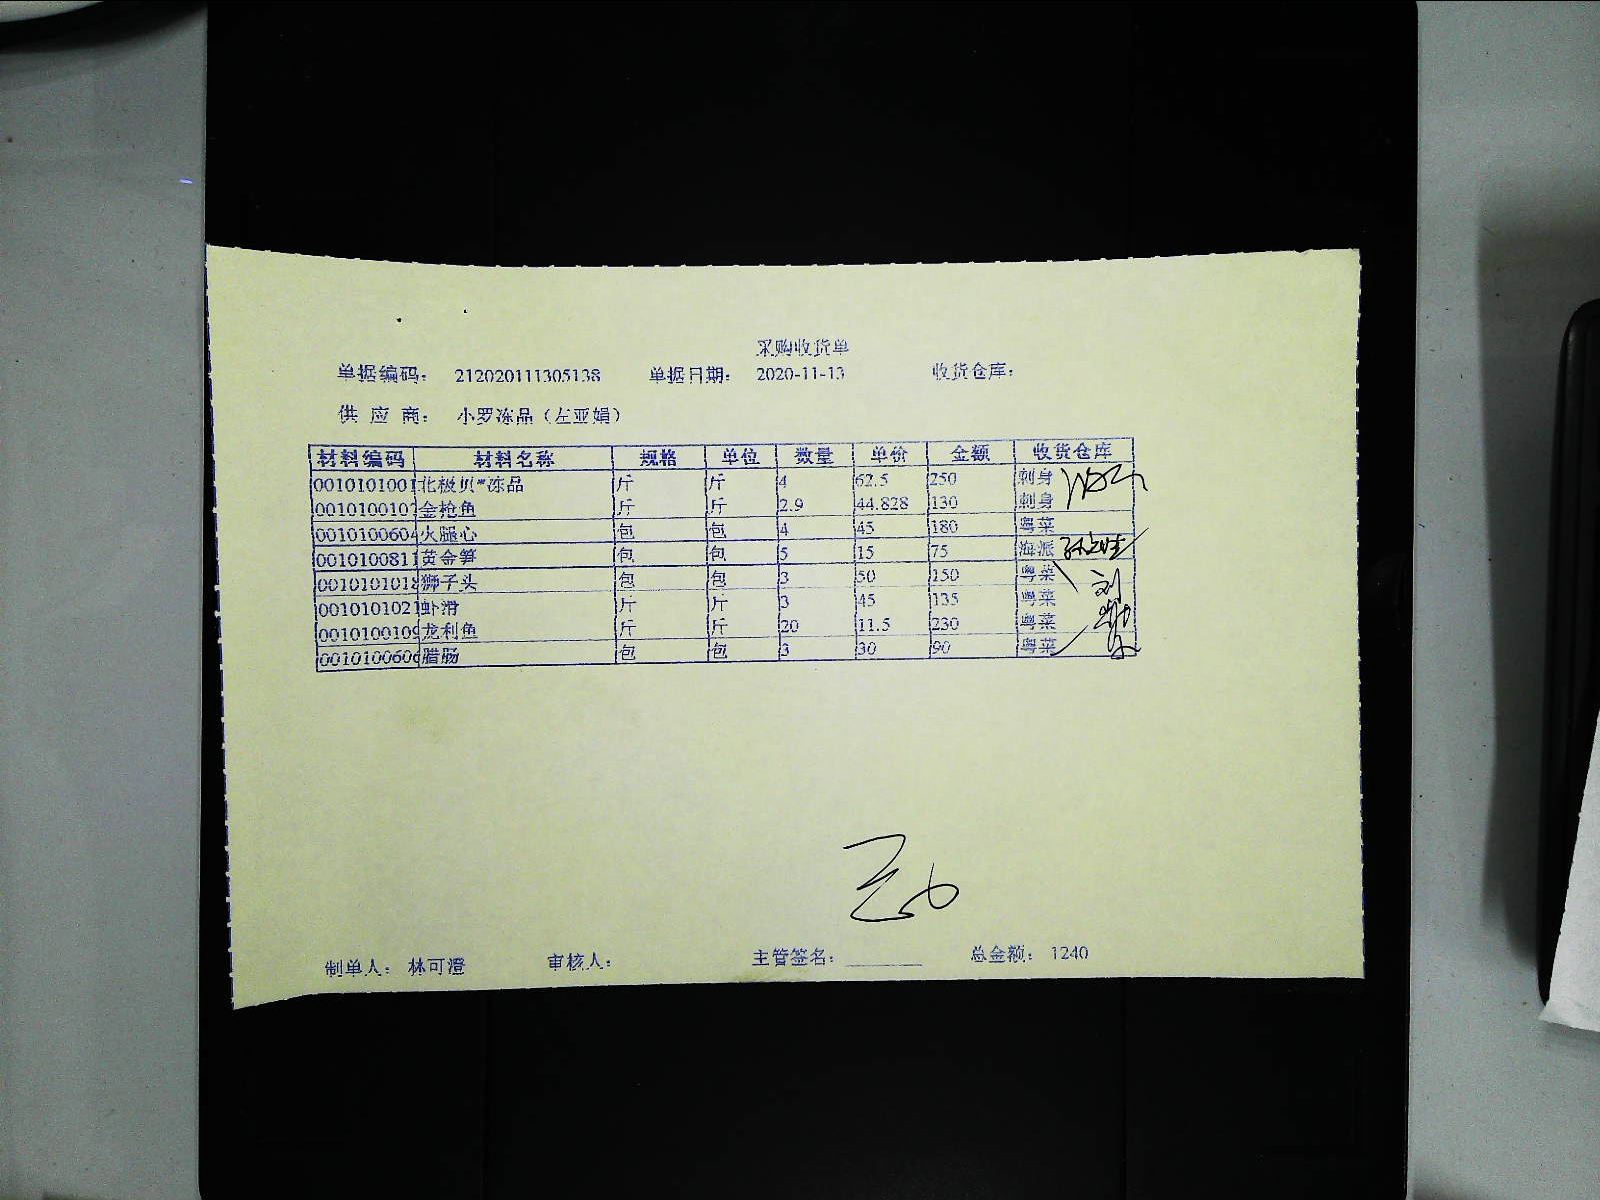 采购收货单
单据编码： 212020111305138 单据日期： 2020-11-13 收货仓库：
供 应 商： 小罗冻品（左亚娟）
材料编码 材料名称 规格 单位 数量 单价 金额 收货仓库
0010101001 北极贝*冻品 斤 斤 4 62.5 250 刺身
001010010 金枪鱼 斤 斤 2.9 44.828 130 刺身
001010060 火腿心 包 包 4 45 180 粤菜
0010100811 黄金笋 包 包 5 15 75 海派
001010101 狮子头 包 包 3 50 150 粤菜
0010101021 虾滑 斤 斤 3 45 135 粤菜
001010010 龙利鱼 斤 斤 20 11.5 230 粤菜
001010060 腊肠 包 包 3 30 90 粤菜
制单人： 林可澄 审核人： 主管签名： 总金额： 1240